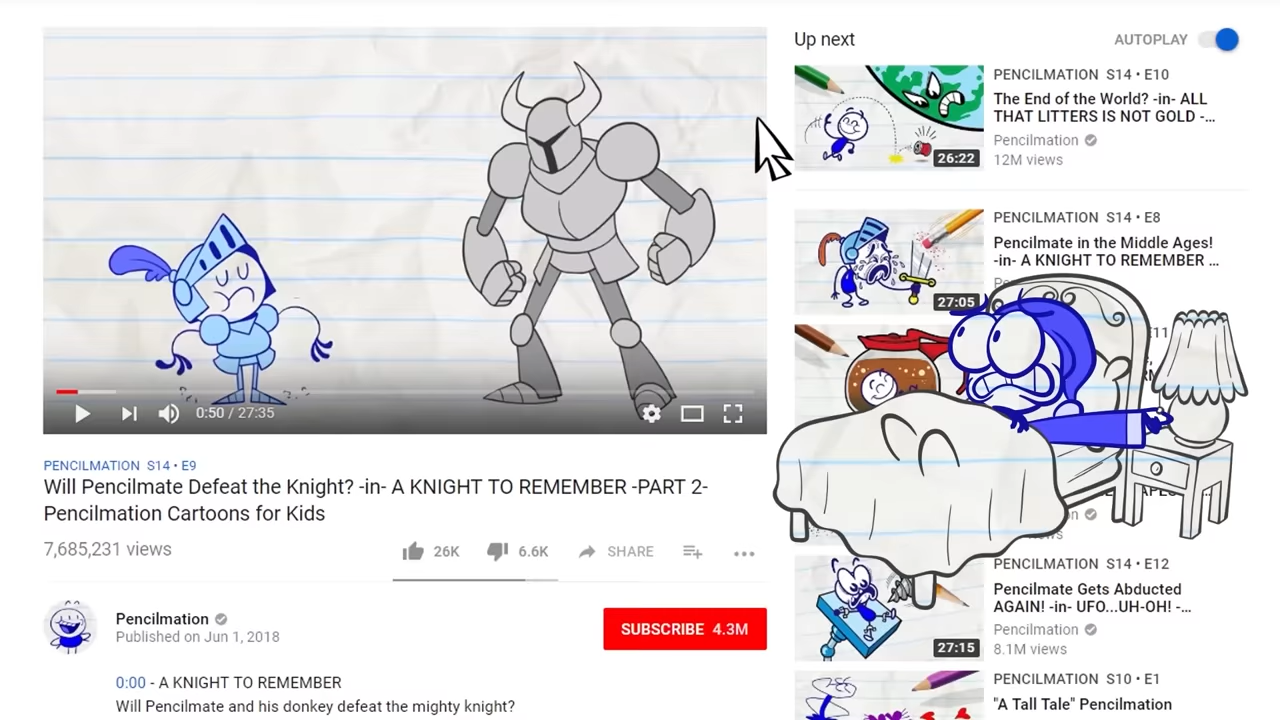 Up next
AUTOPLAY
PENCILMATION S14 • E10
The End of the World? -in- ALL
THAT LITTERS IS NOT GOLD -...
Pencilmation
12M views
26:22
PENCILMATION S14 • E8
Pencilmate in the Middle Ages!
-in- A KNIGHT TO REMEMBER ...
27:05
0:50 / 27:35
PENCILMATION S14 • E9
Will Pencilmate Defeat the Knight? -in- A KNIGHT TO REMEMBER -PART 2-
Pencilmation Cartoons for Kids
7,685,231 views
26K
6.6K
SHARE
Pencilmation
Published on Jun 1, 2018
SUBSCRIBE 4.3M
0:00 - A KNIGHT TO REMEMBER
Will Pencilmate and his donkey defeat the mighty knight?
PENCILMATION S14 • E12
Pencilmate Gets Abducted
AGAIN! -in- UFO...UH-OH! -...
Pencilmation
8.1M views
27:15
PENCILMATION S10 • E1
"A Tall Tale" Pencilmation